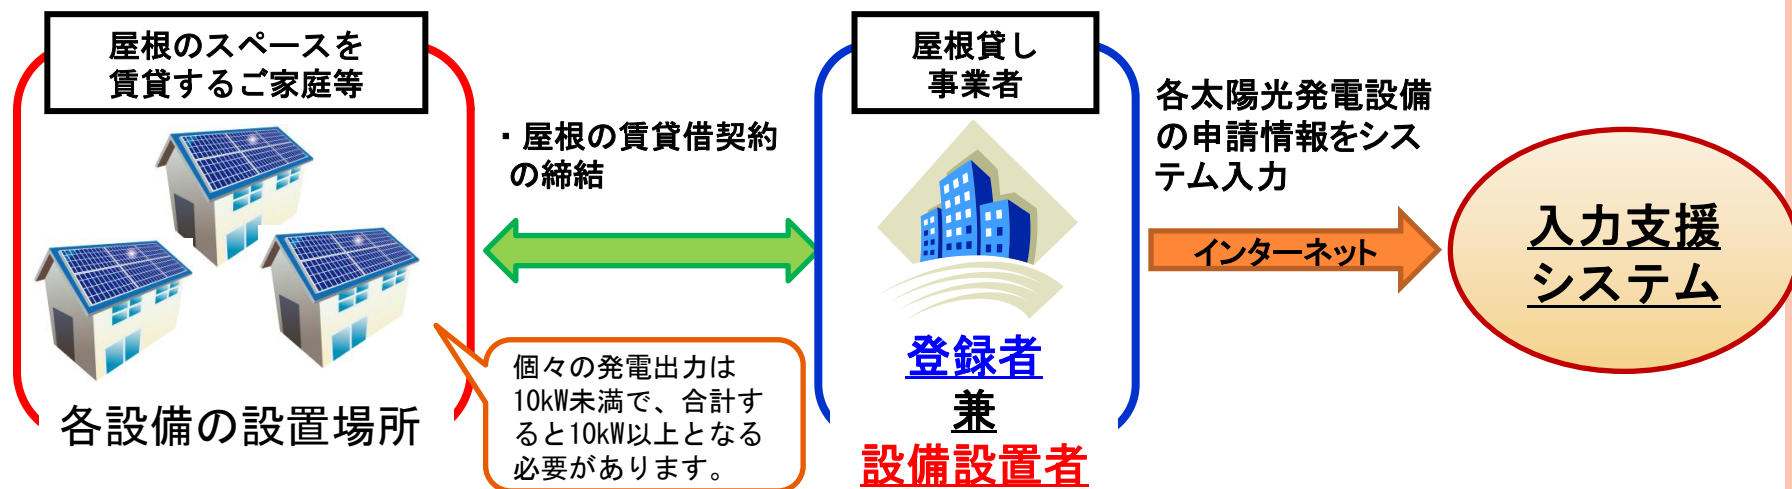 屋根のスペースを
賃貸するご家庭等
各設備の設置場所
・屋根の賃貸借契約
の締結
個々の発電出力は
10kW未満で、合計す
ると10kW以上となる
必要があります。
屋根貸し
事業者
登録者
兼
設備設置者
各太陽光発電設備
の申請情報をシス
テム入力
インターネット
入力支援
システム